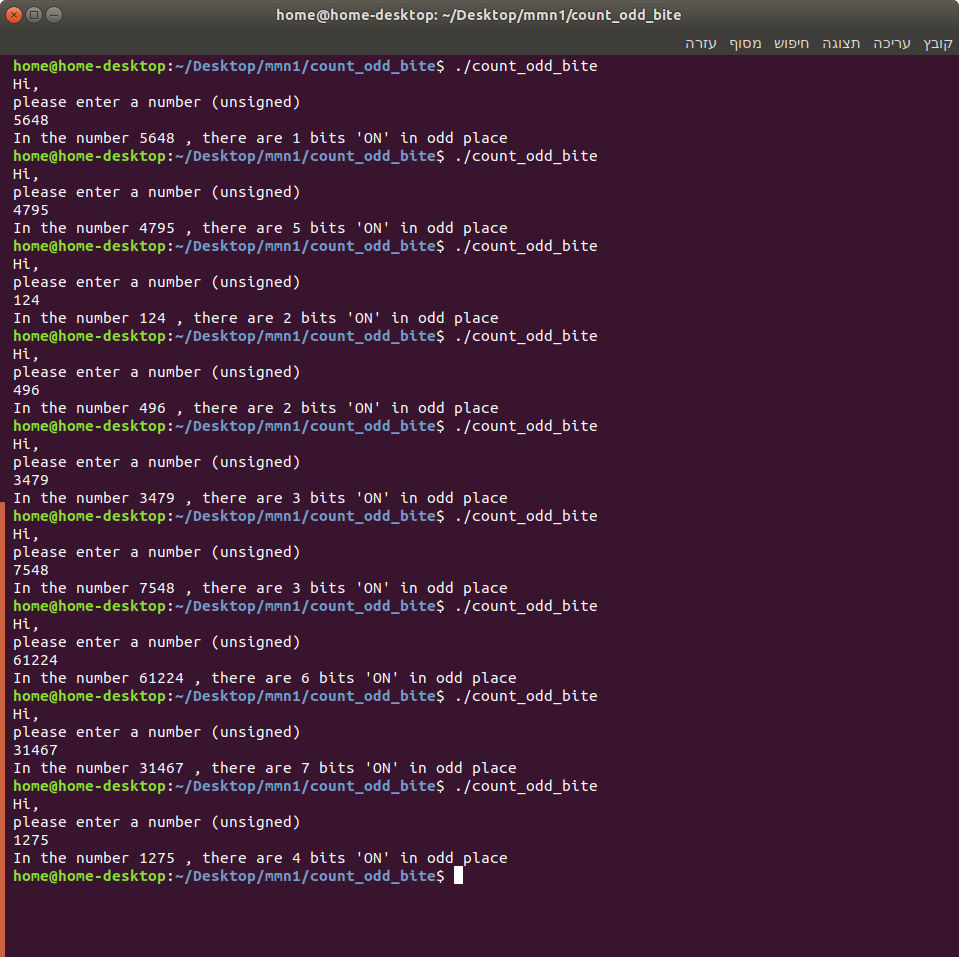 home@home-desktop: ~/Desktop/mmn1/count_odd_bite
קובץ עריכה תצוגה חיפוש מסוף עזרה
home@home-desktop:~/Desktop/mmn1/count_odd_bite$ ./count_odd_bite
Hi,
please enter a number (unsigned)
5648
In the number 5648 , there are 1 bits 'ON' in odd place
home@home-desktop:~/Desktop/mmn1/count_odd_bite$ ./count_odd_bite
Hi,
please enter a number (unsigned)
4795
In the number 4795 , there are 5 bits 'ON' in odd place
home@home-desktop:~/Desktop/mmn1/count_odd_bite$ ./count_odd_bite
Hi,
please enter a number (unsigned)
124
In the number 124 , there are 2 bits 'ON' in odd place
home@home-desktop:~/Desktop/mmn1/count_odd_bite$ ./count_odd_bite
Hi,
please enter a number (unsigned)
496
In the number 496 , there are 2 bits 'ON' in odd place
home@home-desktop:~/Desktop/mmn1/count_odd_bite$ ./count_odd_bite
Hi,
please enter a number (unsigned)
3479
In the number 3479 , there are 3 bits 'ON' in odd place
home@home-desktop:~/Desktop/mmn1/count_odd_bite$ ./count_odd_bite
Hi,
please enter a number (unsigned)
7548
In the number 7548 , there are 3 bits 'ON' in odd place
home@home-desktop:~/Desktop/mmn1/count_odd_bite$ ./count_odd_bite
Hi,
please enter a number (unsigned)
61224
In the number 61224 , there are 6 bits 'ON' in odd place
home@home-desktop:~/Desktop/mmn1/count_odd_bite$ ./count_odd_bite
Hi,
please enter a number (unsigned)
31467
In the number 31467 , there are 7 bits 'ON' in odd place
home@home-desktop:~/Desktop/mmn1/count_odd_bite$ ./count_odd_bite
Hi,
please enter a number (unsigned)
1275
In the number 1275 , there are 4 bits 'ON' in odd place
home@home-desktop:~/Desktop/mmn1/count_odd_bite$